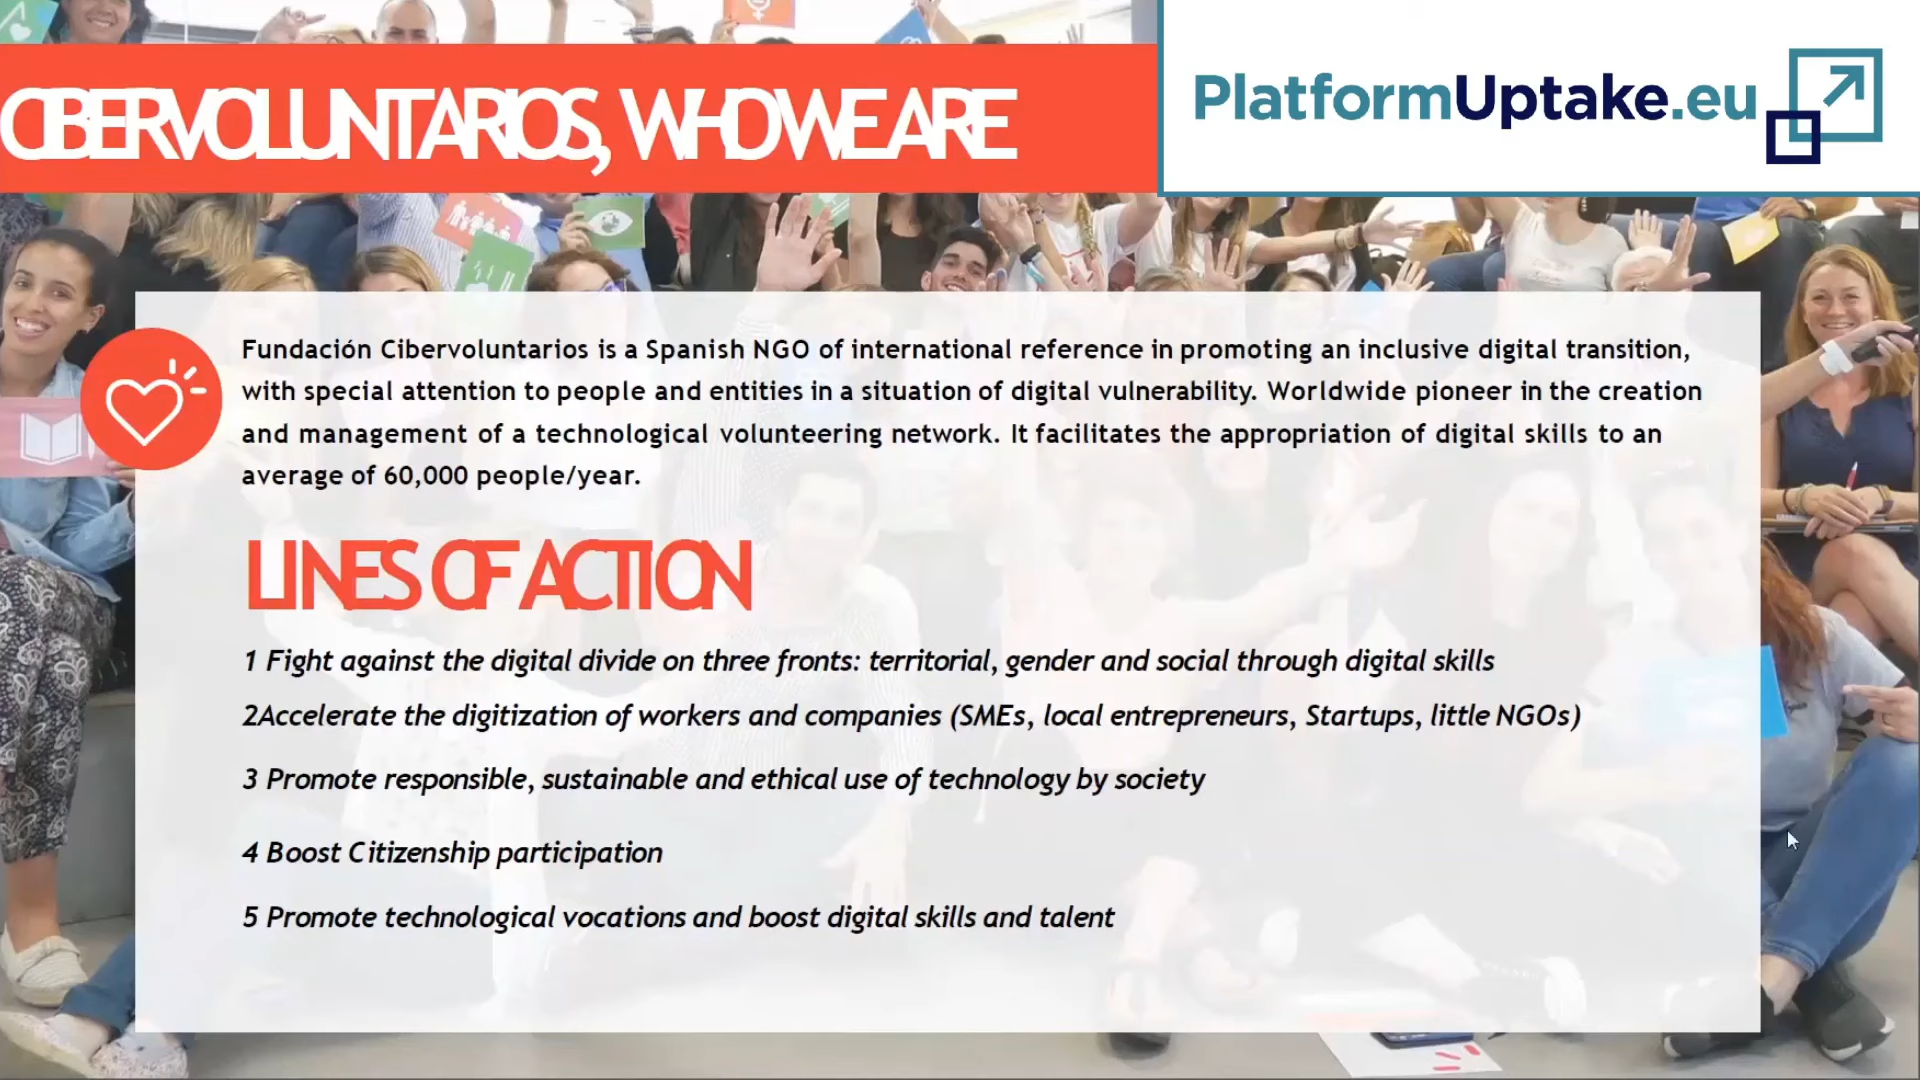 CIBERVOLUNTARIOS, WHO WE ARE
PlatformUptake.eu
Fundación Cibervoluntarios is a Spanish NGO of international reference in promoting an inclusive digital transition,
with special attention to people and entities in a situation of digital vulnerability. Worldwide pioneer in the creation
and management of a technological volunteering network. It facilitates the appropriation of digital skills to an
average of 60,000 people/year.
LINES OF ACTION
1 Fight against the digital divide on three fronts: territorial, gender and social through digital skills
2Accelerate the digitization of workers and companies (SMEs, local entrepreneurs, Startups, little NGOs)
3 Promote responsible, sustainable and ethical use of technology by society
4 Boost Citizenship participation
5 Promote technological vocations and boost digital skills and talent